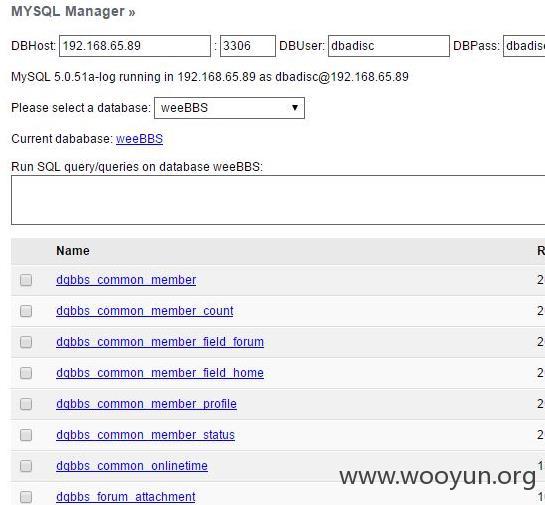 MYSQL Manager »
DBHost: 192.168.65.89 : 3306 DBUser: dbadisc DBPass: dbadisc
MySQL 5.0.51a-log running in 192.168.65.89 as dbadisc@192.168.65.89
Please select a database: weeBBS
Current dababase: weeBBS
Run SQL query/queries on database weeBBS:
Name R
dgbbs_common_member 2
dgbbs_common_member_count 2
dgbbs_common_member_field_forum 2
dgbbs_common_member_field_home 2
dgbbs_common_member_profile 2
dgbbs_common_member_status 2
dgbbs_common_onlinetime 1
www.wooyun.org
dgbbs_forum_attachment 1